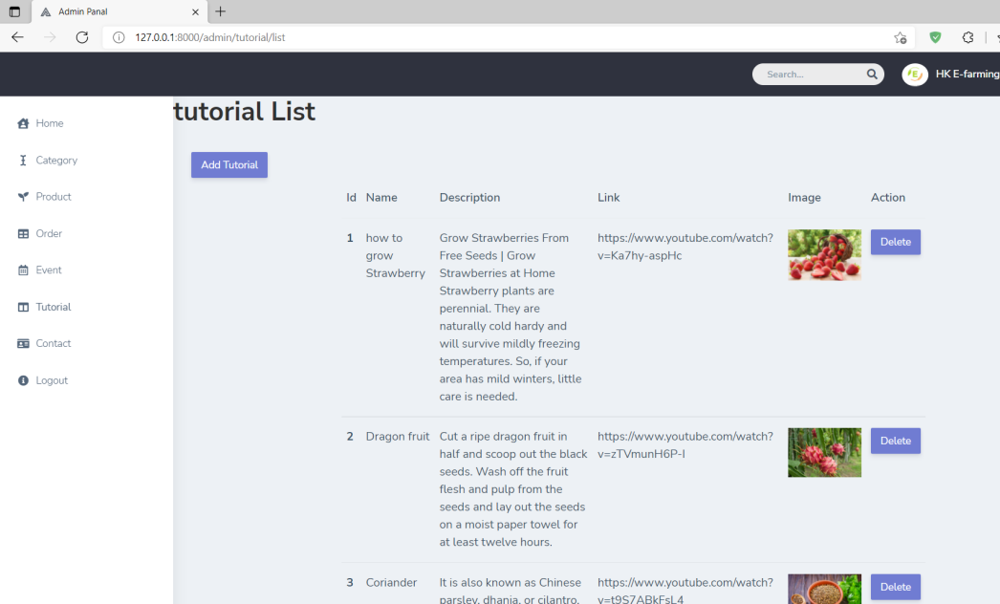 Admin Panal
127.0.0.1:8000/admin/tutorial/list
Search...
HK E-farming
Home
Category
Product
Order
Event
Tutorial
Contact
Logout
tutorial List
Add Tutorial
Id Name Description Link Image Action
1 how to grow Strawberry
Grow Strawberries From
Free Seeds | Grow
Strawberries at Home
Strawberry plants are
perennial. They are
naturally cold hardy and
will survive mildly freezing
temperatures. So, if your
area has mild winters, little
care is needed.
https://www.youtube.com/watch?
v=Ka7hy-aspHc
Delete
2 Dragon fruit
Cut a ripe dragon fruit in
half and scoop out the black
seeds. Wash off the fruit
flesh and pulp from the
seeds and lay out the seeds
on a moist paper towel for
at least twelve hours.
https://www.youtube.com/watch?
v=zTVmunH6P-I
Delete
3 Coriander
It is also known as Chinese
parsley, dhania, or cilantro.
https://www.youtube.com/watch?
v=t9S7ABkFsL4
Delete